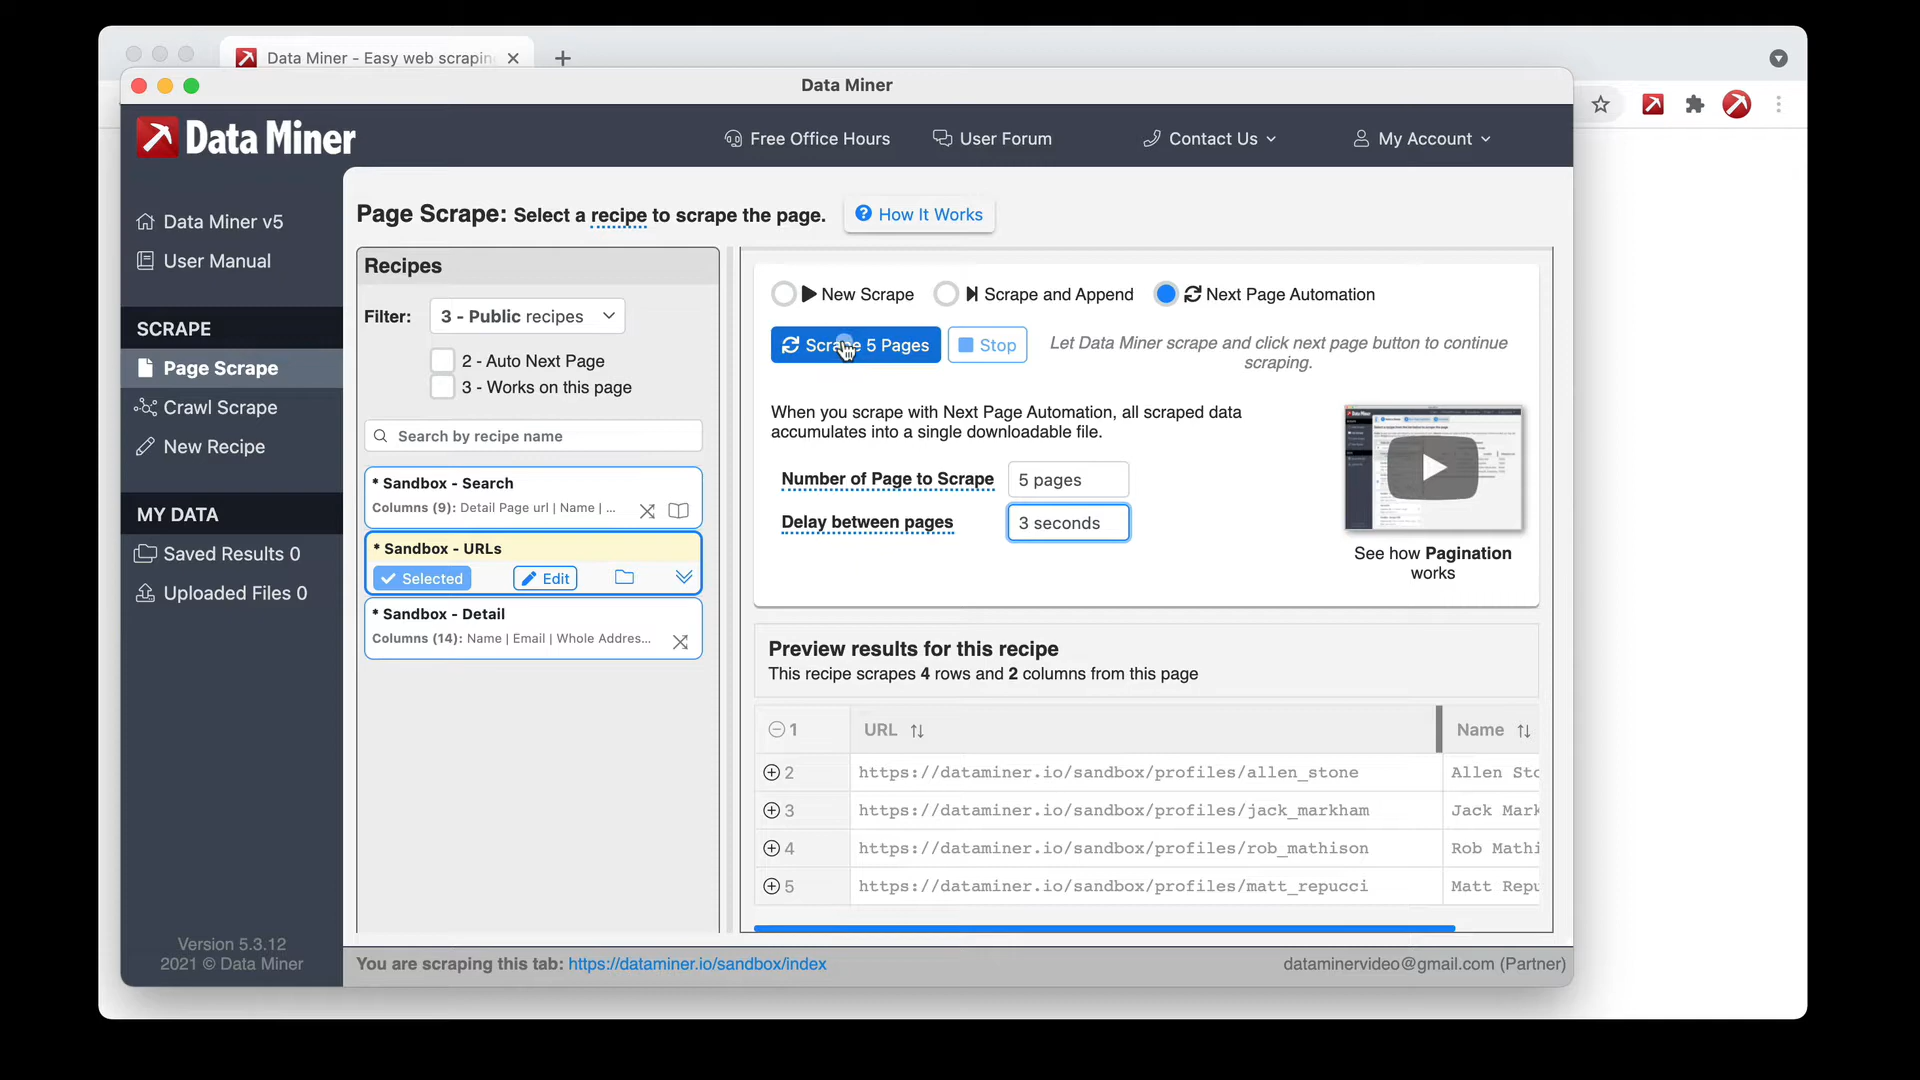 Data Miner - Easy web scraping
Data Miner
Data Miner
Free Office Hours
User Forum
Contact Us
My Account
Data Miner v5
User Manual
SCRAPE
Page Scrape
Crawl Scrape
New Recipe
MY DATA
Saved Results 0
Uploaded Files 0
Version 5.3.12
2021 © Data Miner
Page Scrape: Select a recipe to scrape the page.
How It Works
Recipes
Filter: 3 - Public recipes
2 - Auto Next Page
3 - Works on this page
Search by recipe name
* Sandbox - Search
Columns (9): Detail Page url | Name | ...
* Sandbox - URLs
Selected
Edit
* Sandbox - Detail
Columns (14): Name | Email | Whole Addres...
New Scrape
Scrape and Append
Next Page Automation
Scrape 5 Pages
Stop
Let Data Miner scrape and click next page button to continue
scraping.
When you scrape with Next Page Automation, all scraped data
accumulates into a single downloadable file.
Number of Page to Scrape 5 pages
Delay between pages 3 seconds
See how Pagination
works
Preview results for this recipe
This recipe scrapes 4 rows and 2 columns from this page
1 URL Name
2 https://dataminer.io/sandbox/profiles/allen_stone Allen Sto
3 https://dataminer.io/sandbox/profiles/jack_markham Jack Mark
4 https://dataminer.io/sandbox/profiles/rob_mathison Rob Mathi
5 https://dataminer.io/sandbox/profiles/matt_repucci Matt Repu
You are scraping this tab: https://dataminer.io/sandbox/index
dataminervideo@gmail.com (Partner)